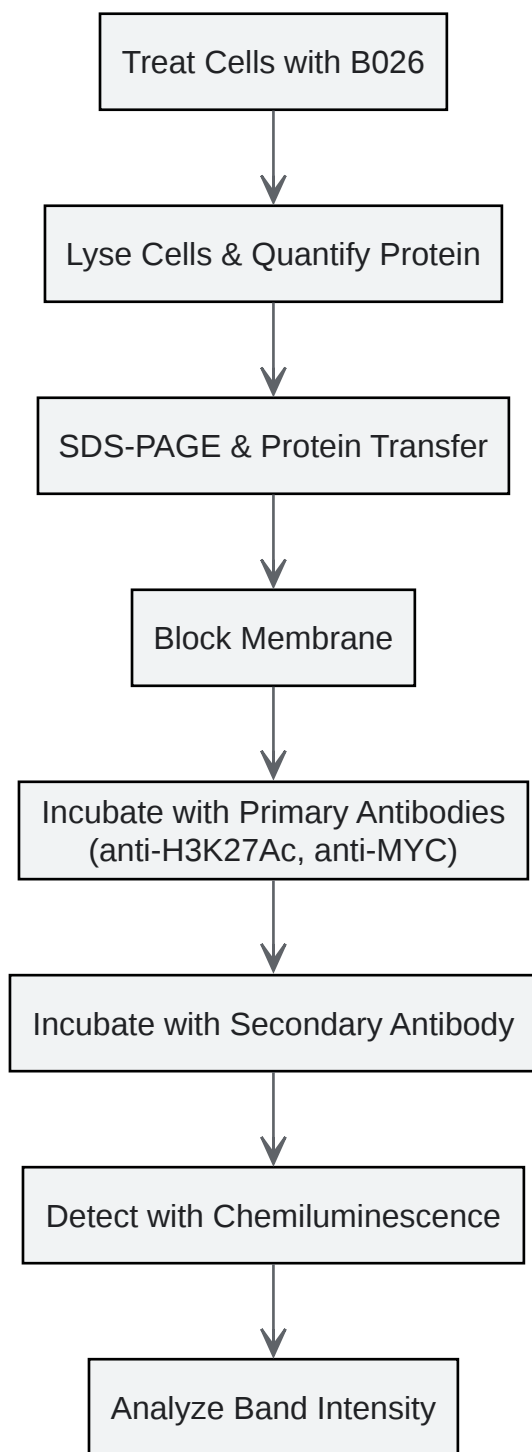 Treat Cells with B026
Lyse Cells & Quantify Protein
SDS-PAGE & Protein Transfer
Block Membrane
Incubate with Primary Antibodies
(anti-H3K27Ac, anti-MYC)
Incubate with Secondary Antibody
Detect with Chemiluminescence
Analyze Band Intensity